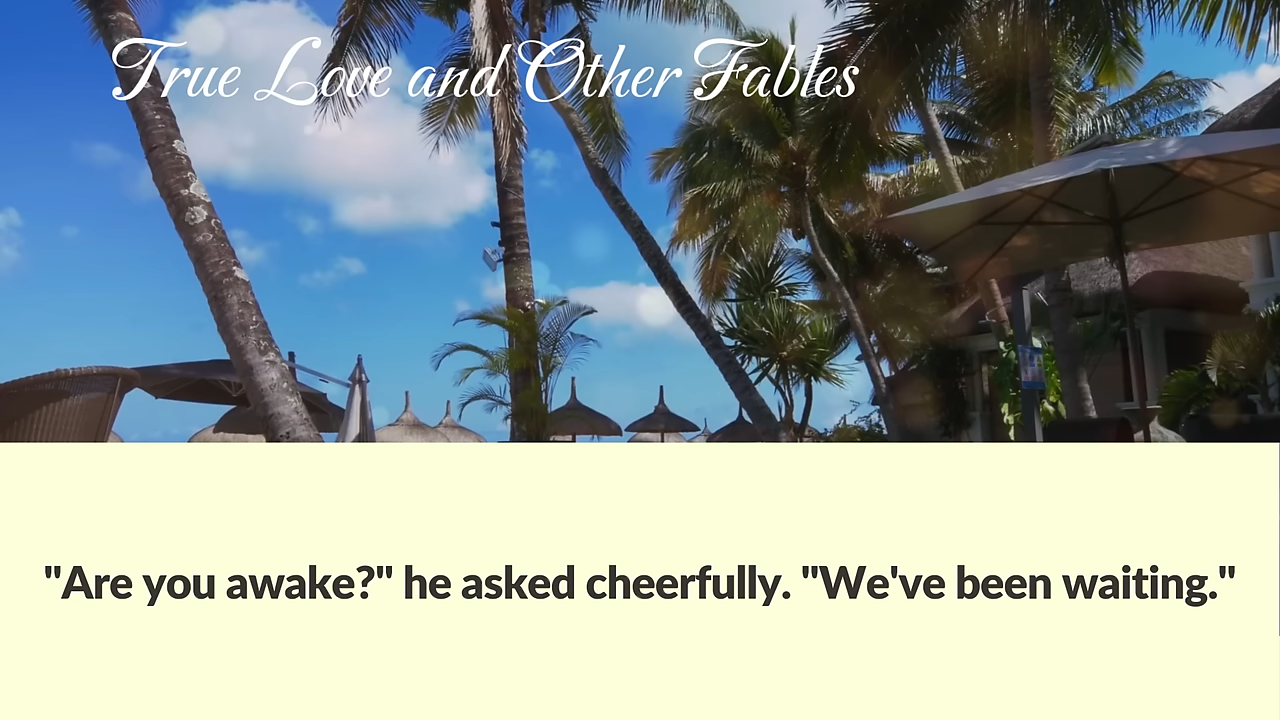 True Love and Other Fables
"Are you awake?" he asked cheerfully. "We've been waiting."